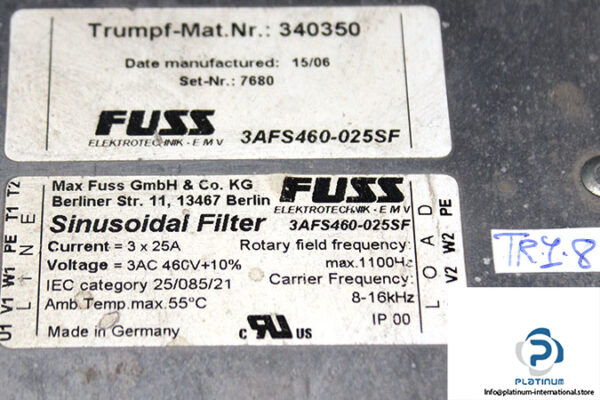 Trumpf-Mat.Nr.: 340350
Date manufactured: 15/06
Set-Nr.: 7680
FUSS
ELEKTROTECHNIK - E M V
3AFS460-025SF
Max Fuss GmbH & Co. KG
Berliner Str. 11, 13467 Berlin
FUSS
ELEKTROTECHNIK - E M V
Sinusoidal Filter
3AFS460-025SF
Current = 3 x 25A
Rotary field frequency:
max.1100Hz
Voltage = 3AC 460V+10%
Carrier Frequency:
8-16kHz
IEC category 25/085/21
Amb.Temp.max.55°C
IP 00
Made in Germany
c RU US
U1 V1 W1 PE T1 T2
LINE
LOAD
V2 W2 PE
TR.1.8
PLATINUM
info@platinum-international.store